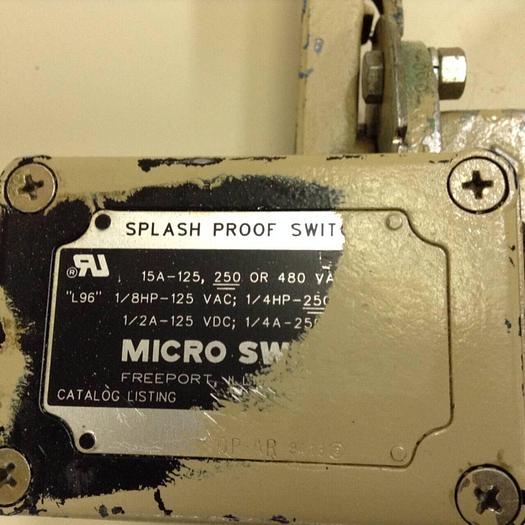 SPLASH PROOF SWIT
15A-125, 250 OR 480 VA
"L96" 1/8HP-125 VAC; 1/4HP-250
1/2A-125 VDC; 1/4A-25
MICRO SW
FREEPORT, ILL
CATALOG LISTING